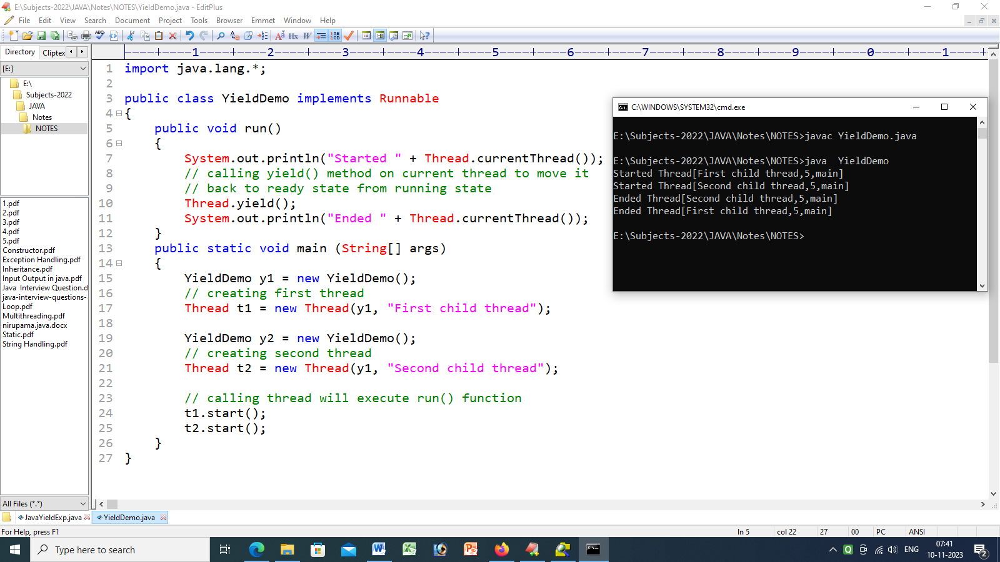 E:\Subjects-2022\JAVA\Notes\NOTES\YieldDemo.java - EditPlus
File Edit View Search Document Project Tools Browser Emmet Window Help
Directory Cliptex
----+----1----+----2----+----3----+----4----+----5----+----6----+----7----+----8----+----9----+----0----+----1----+-
[E:]
E:\
Subjects-2022
JAVA
Notes
NOTES
1.pdf
2.pdf
3.pdf
4.pdf
5.pdf
Constructor.pdf
Exception Handling.pdf
Inheritance.pdf
Input Output in java.pdf
Java Interview Question.d
java-interview-questions-
Loop.pdf
Multithreading.pdf
nirupama.java.docx
Static.pdf
String Handling.pdf
All Files (*.*)
1 import java.lang.*;
2
3 public class YieldDemo implements Runnable
4 {
5 public void run()
6 {
7 System.out.println("Started " + Thread.currentThread());
8 // calling yield() method on current thread to move it
9 // back to ready state from running state
10 Thread.yield();
11 System.out.println("Ended " + Thread.currentThread());
12 }
13 public static void main (String[] args)
14 {
15 YieldDemo y1 = new YieldDemo();
16 // creating first thread
17 Thread t1 = new Thread(y1, "First child thread");
18
19 YieldDemo y2 = new YieldDemo();
20 // creating second thread
21 Thread t2 = new Thread(y1, "Second child thread");
22
23 // calling thread will execute run() function
24 t1.start();
25 t2.start();
26 }
27 }
C:\WINDOWS\SYSTEM32\cmd.exe
E:\Subjects-2022\JAVA\Notes\NOTES>javac YieldDemo.java
E:\Subjects-2022\JAVA\Notes\NOTES>java  YieldDemo
Started Thread[First child thread,5,main]
Started Thread[Second child thread,5,main]
Ended Thread[Second child thread,5,main]
Ended Thread[First child thread,5,main]
E:\Subjects-2022\JAVA\Notes\NOTES>
JavaYieldExp.java YieldDemo.java
For Help, press F1 ln 5 col 22 27 00 PC ANSI
Type here to search
ENG
07:41
10-11-2023
2